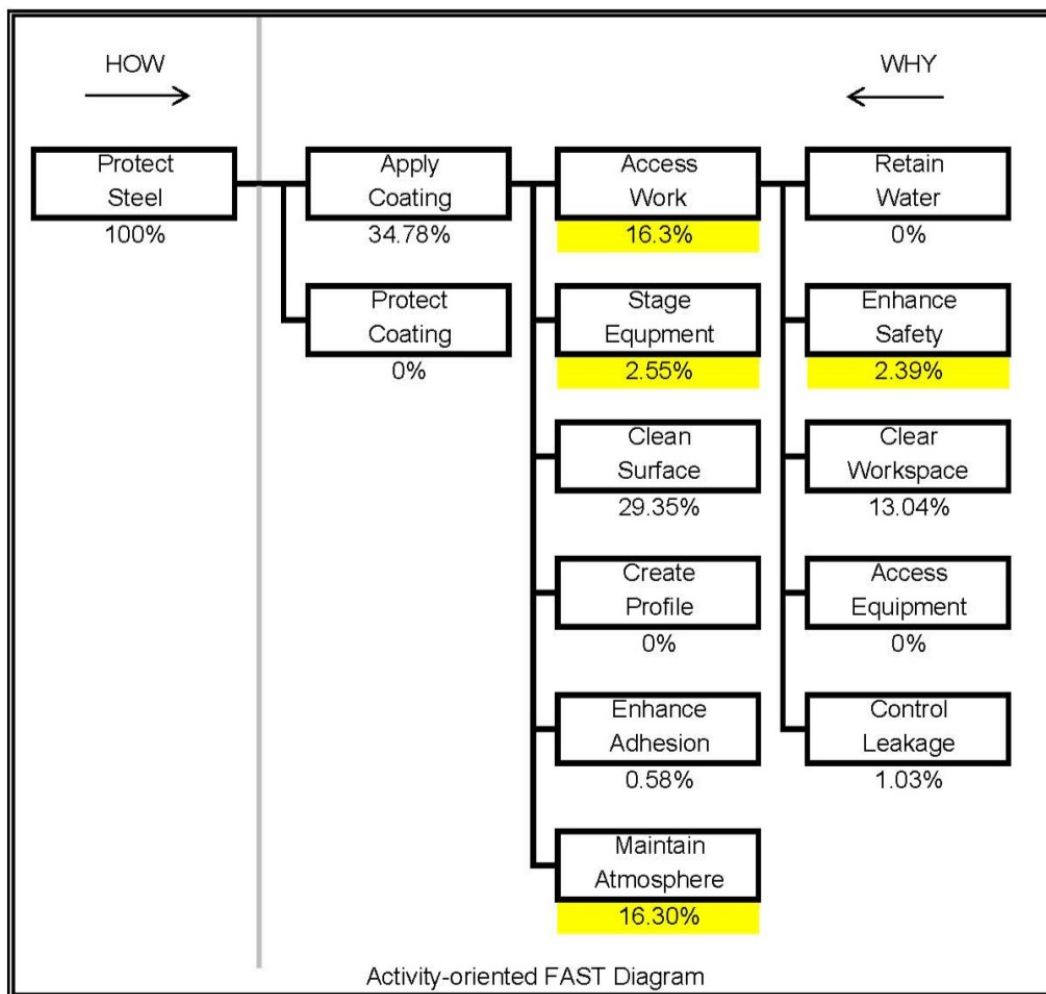 HOW
WHY
Protect
Steel
100%
Apply
Coating
34.78%
Protect
Coating
0%
Access
Work
16.3%
Stage
Equpment
2.55%
Clean
Surface
29.35%
Create
Profile
0%
Enhance
Adhesion
0.58%
Maintain
Atmosphere
16.30%
Retain
Water
0%
Enhance
Safety
2.39%
Clear
Workspace
13.04%
Access
Equipment
0%
Control
Leakage
1.03%
Activity-oriented FAST Diagram